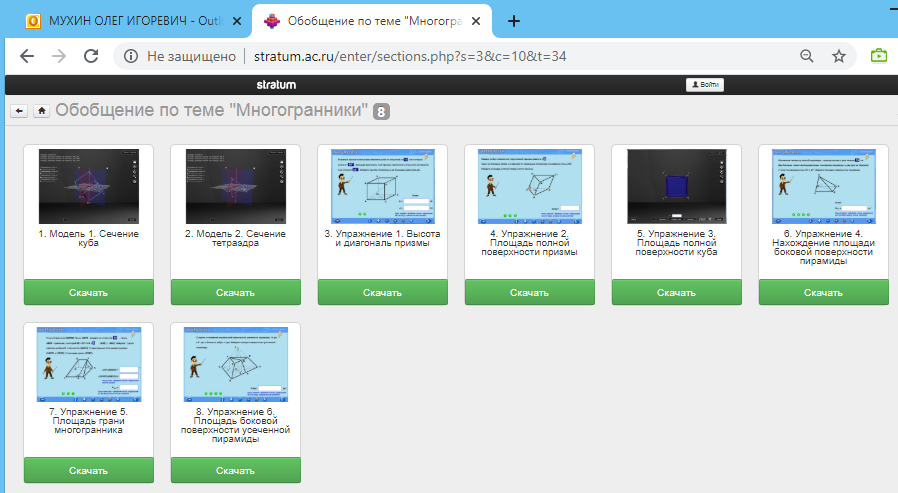 МУХИН ОЛЕГ ИГОРЕВИЧ - Outl
Обобщение по теме "Многогра
Не защищено | stratum.ac.ru/enter/sections.php?s=3&c=10&t=34
stratum
Войти
Обобщение по теме "Многогранники" 8
1. Модель 1. Сечение
куба
2. Модель 2. Сечение
тетраэдра
3. Упражнение 1. Высота
и диагональ призмы
4. Упражнение 2.
Площадь полной
поверхности призмы
5. Упражнение 3.
Площадь полной
поверхности куба
6. Упражнение 4.
Нахождение площади
боковой поверхности
пирамиды
Скачать
Скачать
Скачать
Скачать
Скачать
Скачать
7. Упражнение 5.
Площадь грани
многогранника
8. Упражнение 6.
Площадь боковой
поверхности усеченной
пирамиды
Скачать
Скачать